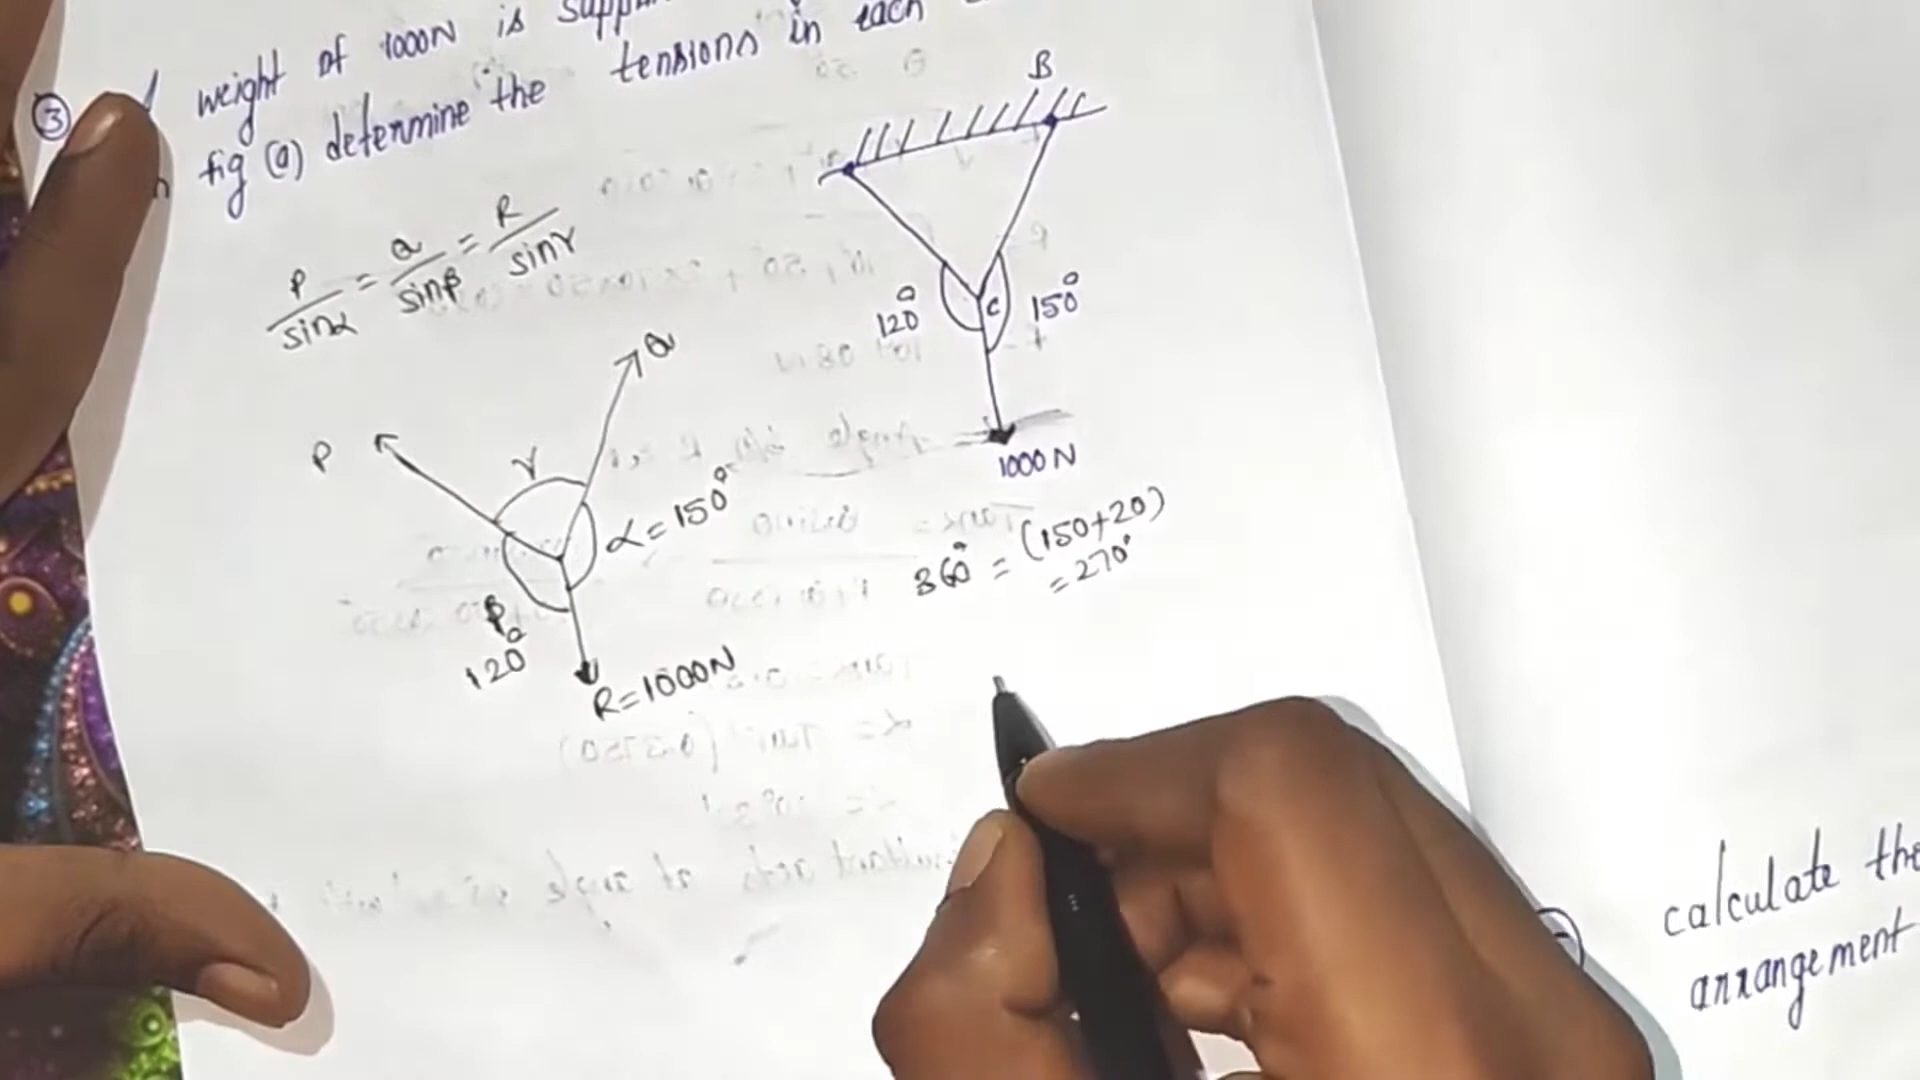 ③ A weight of 1000N is
fig (a) determine the tensions in each
B
P/sinα = Q/sinβ = R/sinγ
120° C 150°
Q
1000 N
P
γ
α = 150°
360° = (150+20)
= 270°
β
120°
R = 1000N
calculate the
arrangement